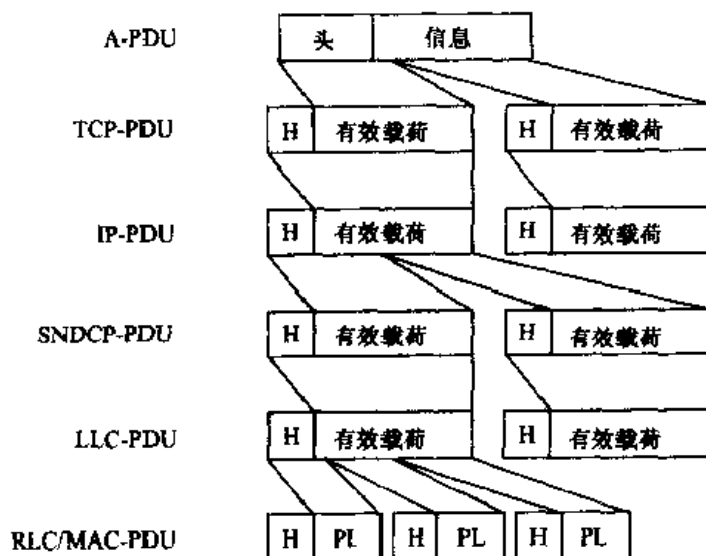 A-PDU 头 信息
TCP-PDU H 有效载荷 H 有效载荷
IP-PDU H 有效载荷 H 有效载荷
SNDCP-PDU H 有效载荷 H 有效载荷
LLC-PDU H 有效载荷 H 有效载荷
RLC/MAC-PDU H PL H PL H PL